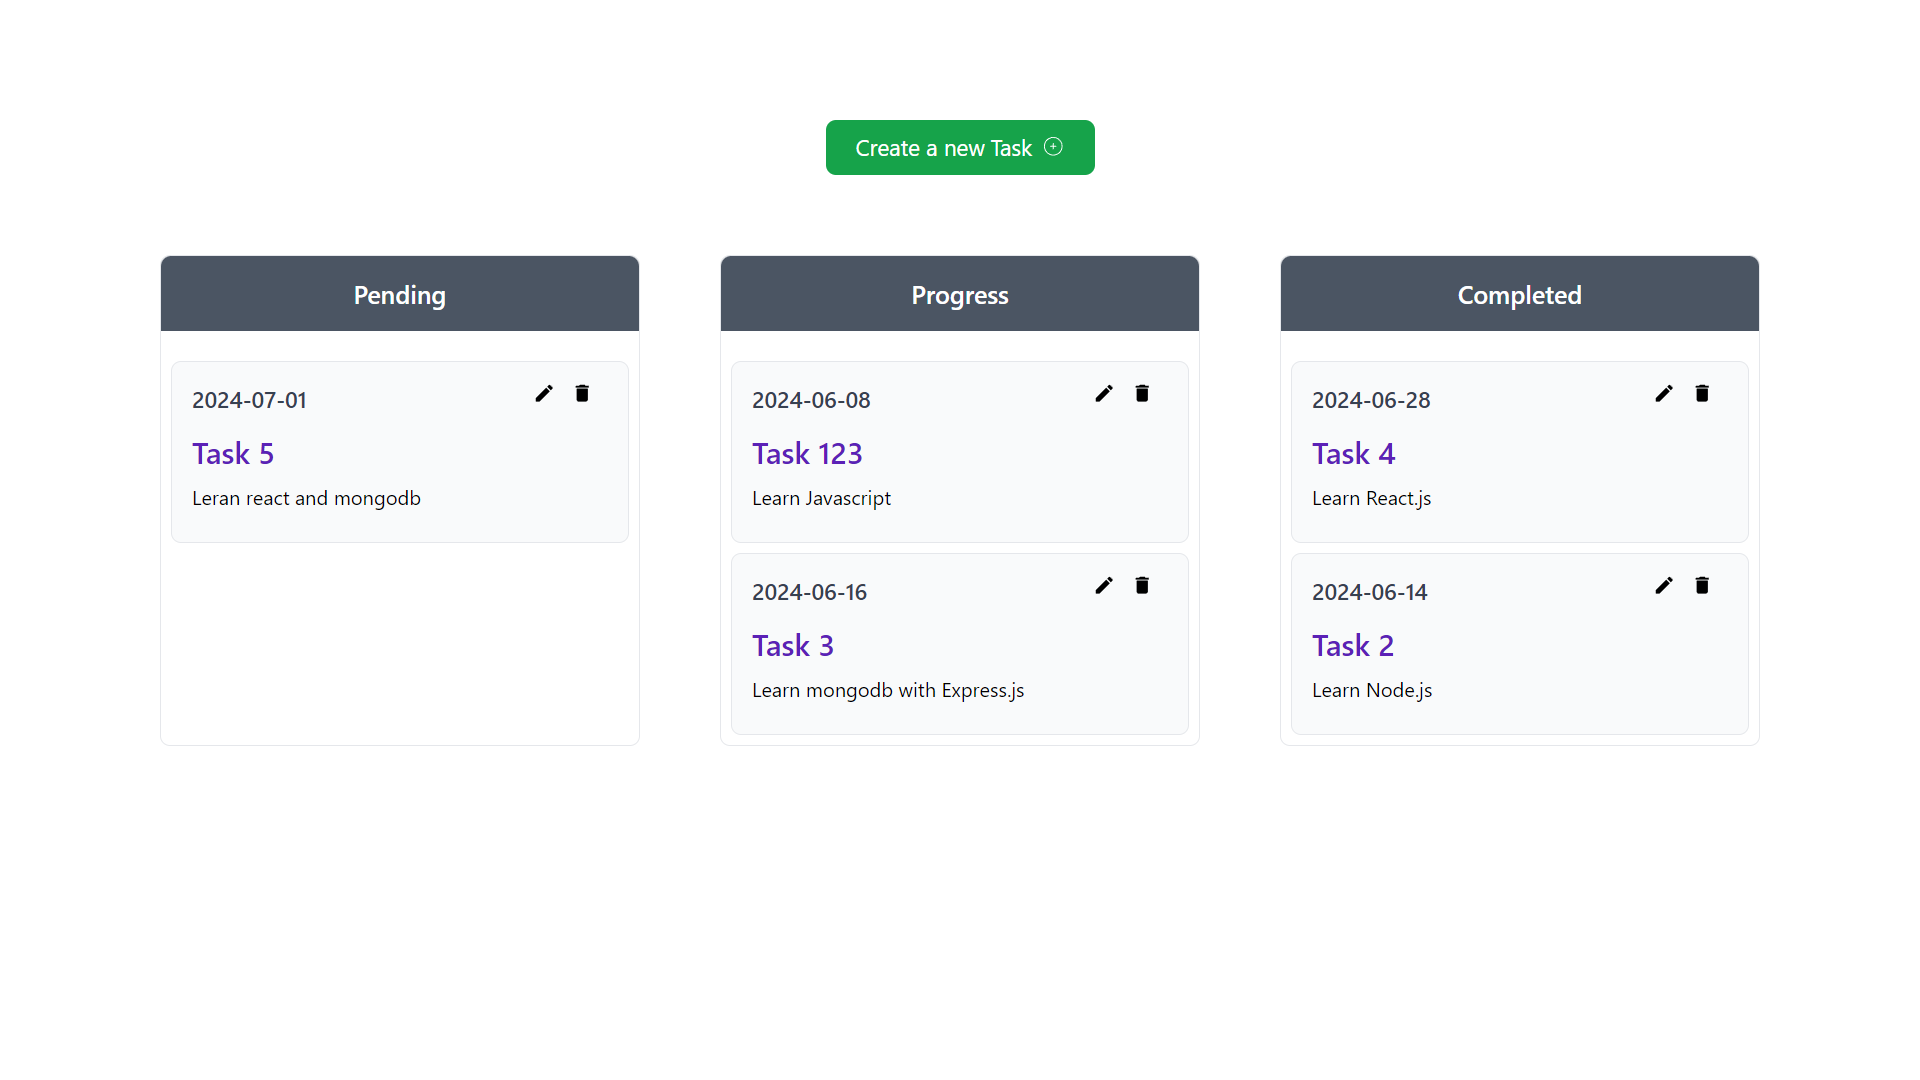 Create a new Task
Pending
2024-07-01
Task 5
Leran react and mongodb
Progress
2024-06-08
Task 123
Learn Javascript
2024-06-16
Task 3
Learn mongodb with Express.js
Completed
2024-06-28
Task 4
Learn React.js
2024-06-14
Task 2
Learn Node.js